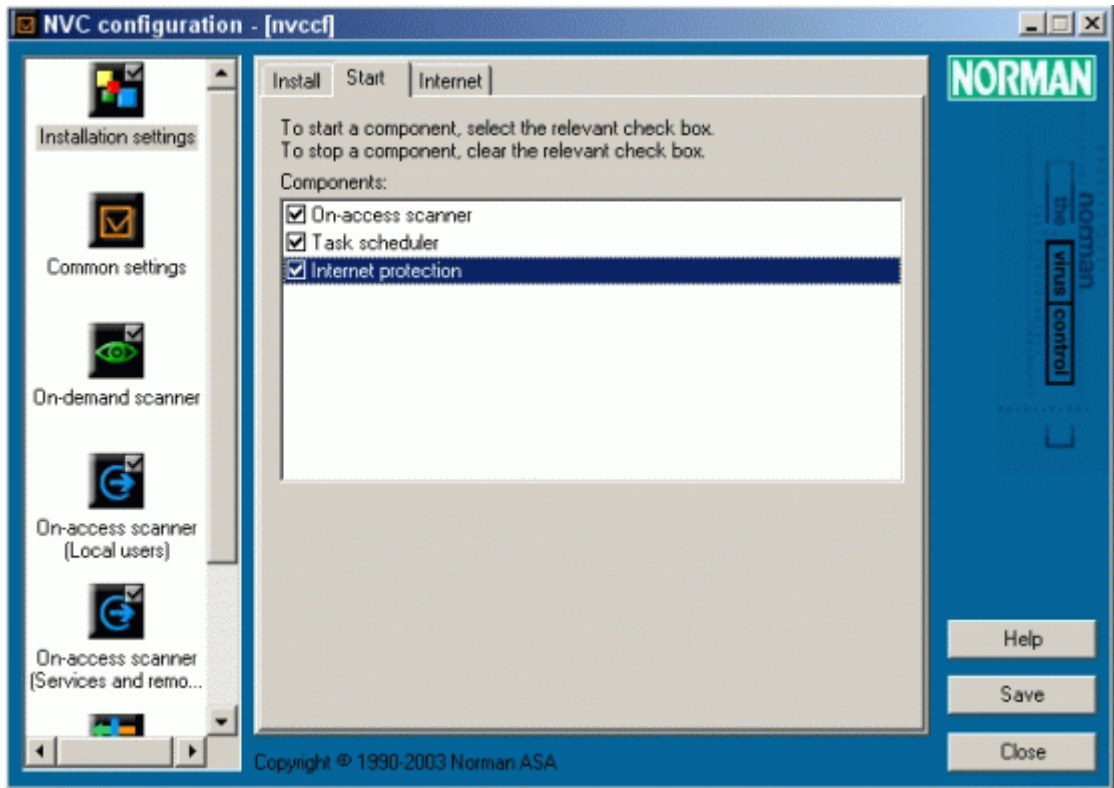 NVC configuration - [nvccf]
Installation settings
Common settings
On-demand scanner
On-access scanner
(Local users)
On-access scanner
(Services and remo...
Install
Start
Internet
To start a component, select the relevant check box.
To stop a component, clear the relevant check box.
Components:
On-access scanner
Task scheduler
Internet protection
Copyright © 1990-2003 Norman ASA
NORMAN
norman
the virus control
Help
Save
Close